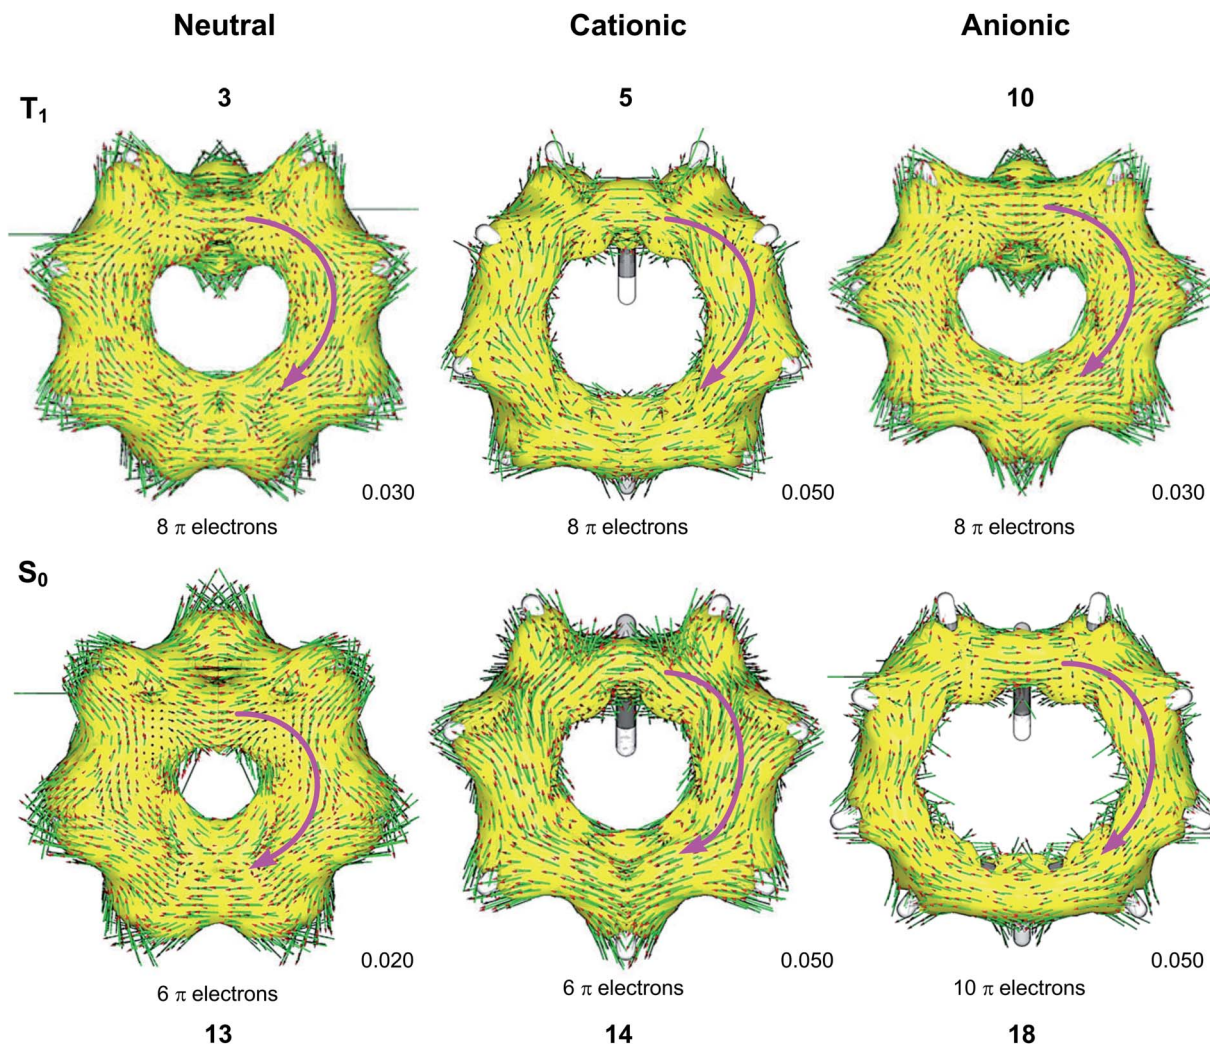 Neutral Cationic Anionic
T1 3 5 10
0.030 0.050 0.030
8 π electrons 8 π electrons 8 π electrons
S0
0.020 0.050 0.050
6 π electrons 6 π electrons 10 π electrons
13 14 18